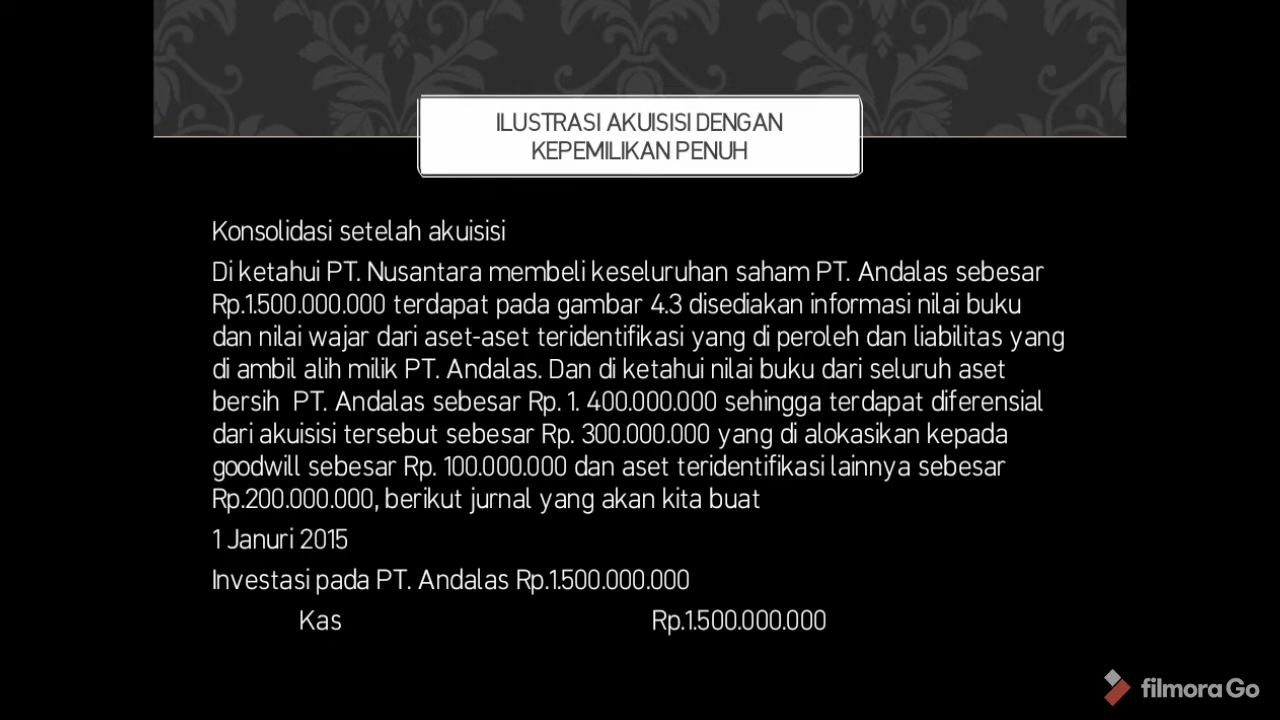 ILUSTRASI AKUISISI DENGAN
KEPEMILIKAN PENUH
Konsolidasi setelah akuisisi
Di ketahui PT. Nusantara membeli keseluruhan saham PT. Andalas sebesar
Rp.1.500.000.000 terdapat pada gambar 4.3 disediakan informasi nilai buku
dan nilai wajar dari aset-aset teridentifikasi yang di peroleh dan liabilitas yang
di ambil alih milik PT. Andalas. Dan di ketahui nilai buku dari seluruh aset
bersih  PT. Andalas sebesar Rp. 1. 400.000.000 sehingga terdapat diferensial
dari akuisisi tersebut sebesar Rp. 300.000.000 yang di alokasikan kepada
goodwill sebesar Rp. 100.000.000 dan aset teridentifikasi lainnya sebesar
Rp.200.000.000, berikut jurnal yang akan kita buat
1 Januri 2015
Investasi pada PT. Andalas Rp.1.500.000.000
Kas Rp.1.500.000.000
filmora Go